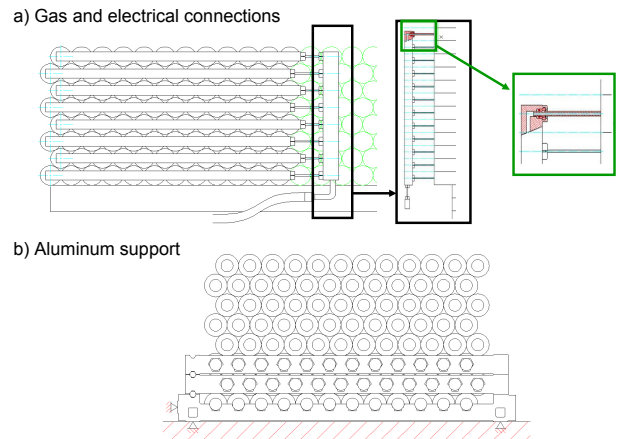 a) Gas and electrical connections
b) Aluminum support